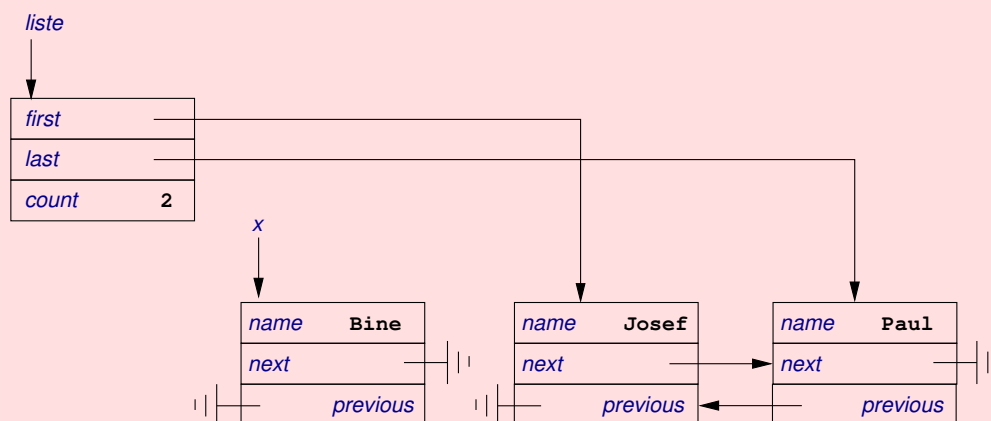 liste
first
last
count 2
x
name Bine
next
previous
name Josef
next
previous
name Paul
next
previous